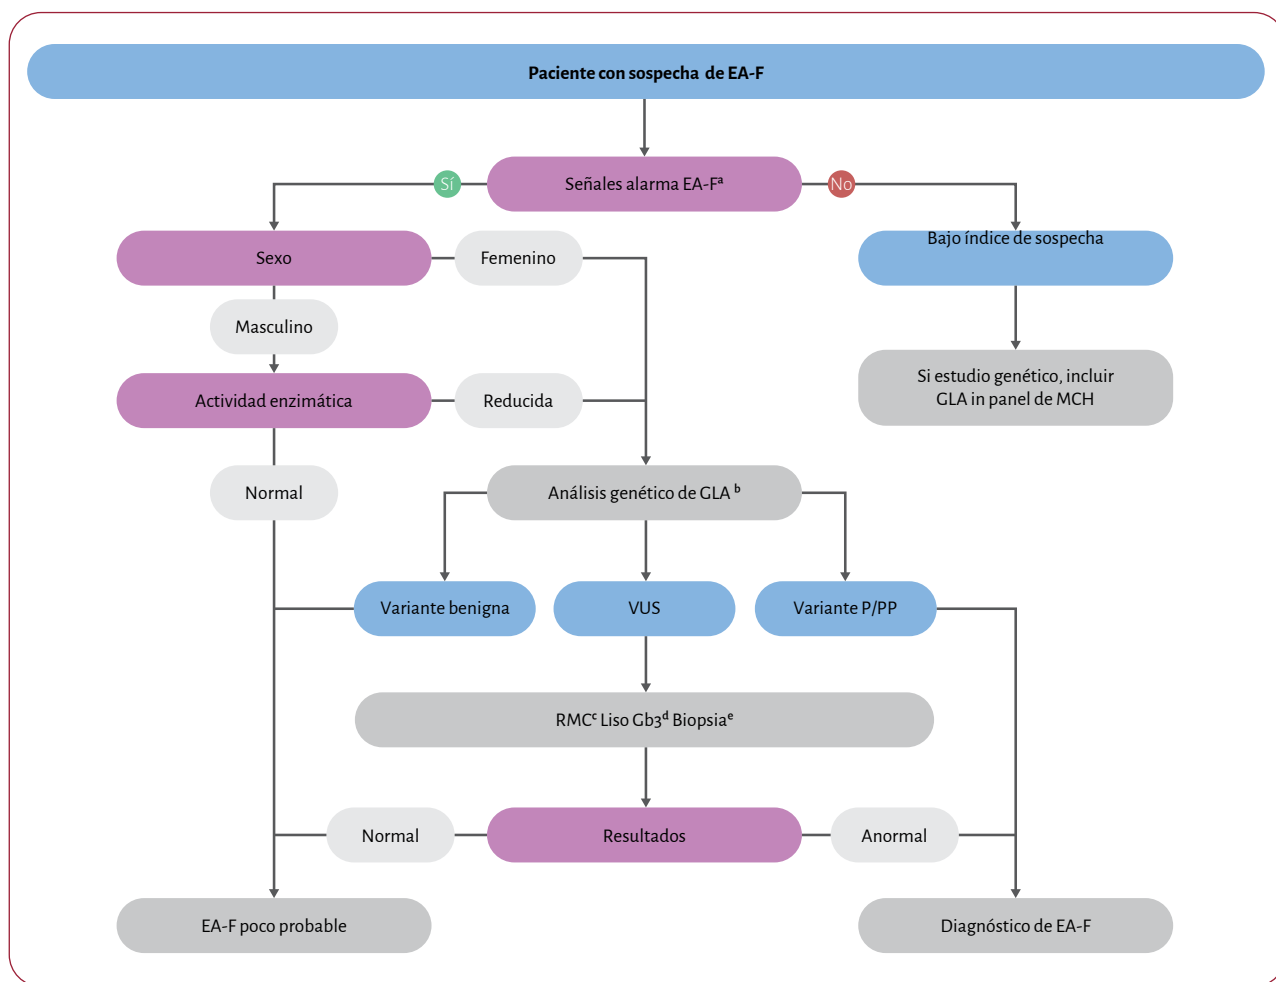 Paciente con sospecha de EA-F
Sí
Señales alarma EA-Fᵃ
No
Sexo
Femenino
Bajo índice de sospecha
Masculino
Actividad enzimática
Reducida
Si estudio genético, incluir
GLA in panel de MCH
Normal
Análisis genético de GLA ᵇ
Variante benigna
VUS
Variante P/PP
RMCᶜ Liso Gb3ᵈ Biopsiaᵉ
Normal
Resultados
Anormal
EA-F poco probable
Diagnóstico de EA-F